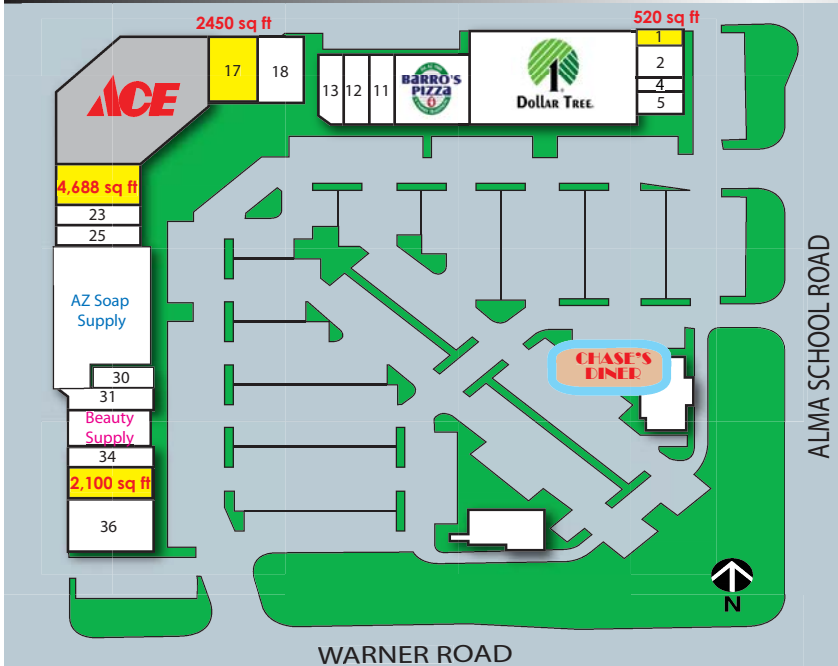 2450 sq ft
520 sq ft
ACE
17
18
13
12
11
BARRO'S
PIZZA
1
DOLLAR TREE
1
2
4
5
4,688 sq ft
23
25
AZ Soap
Supply
30
31
Beauty
Supply
34
2,100 sq ft
36
CHASE'S
DINER
ALMA SCHOOL ROAD
N
WARNER ROAD